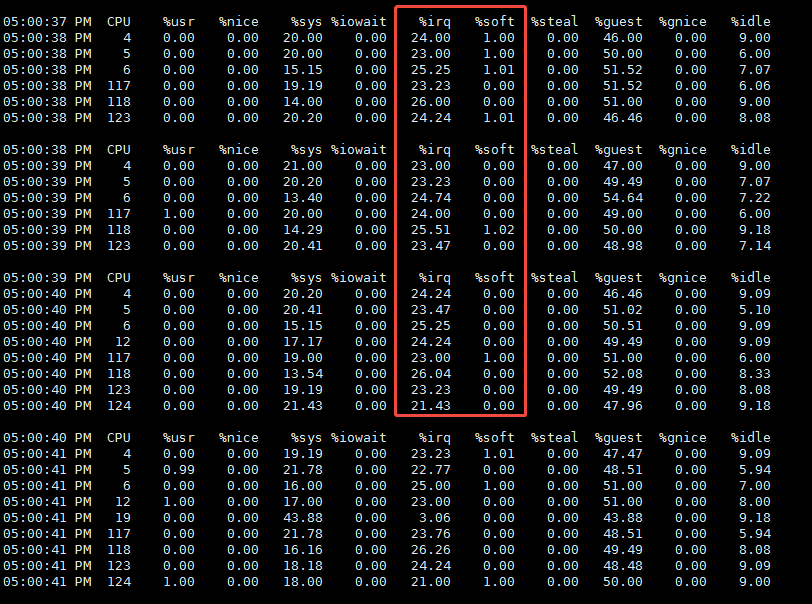 05:00:37 PM  CPU    %usr   %nice    %sys %iowait    %irq   %soft  %steal  %guest  %gnice   %idle
05:00:38 PM    4    0.00    0.00   20.00    0.00   24.00    1.00    0.00   46.00    0.00    9.00
05:00:38 PM    5    0.00    0.00   20.00    0.00   23.00    1.00    0.00   50.00    0.00    6.00
05:00:38 PM    6    0.00    0.00   15.15    0.00   25.25    1.01    0.00   51.52    0.00    7.07
05:00:38 PM  117    0.00    0.00   19.19    0.00   23.23    0.00    0.00   51.52    0.00    6.06
05:00:38 PM  118    0.00    0.00   14.00    0.00   26.00    0.00    0.00   51.00    0.00    9.00
05:00:38 PM  123    0.00    0.00   20.20    0.00   24.24    1.01    0.00   46.46    0.00    8.08
05:00:38 PM  CPU    %usr   %nice    %sys %iowait    %irq   %soft  %steal  %guest  %gnice   %idle
05:00:39 PM    4    0.00    0.00   21.00    0.00   23.00    0.00    0.00   47.00    0.00    9.00
05:00:39 PM    5    0.00    0.00   20.20    0.00   23.23    0.00    0.00   49.49    0.00    7.07
05:00:39 PM    6    0.00    0.00   13.40    0.00   24.74    0.00    0.00   54.64    0.00    7.22
05:00:39 PM  117    1.00    0.00   20.00    0.00   24.00    0.00    0.00   49.00    0.00    6.00
05:00:39 PM  118    0.00    0.00   14.29    0.00   25.51    1.02    0.00   50.00    0.00    9.18
05:00:39 PM  123    0.00    0.00   20.41    0.00   23.47    0.00    0.00   48.98    0.00    7.14
05:00:39 PM  CPU    %usr   %nice    %sys %iowait    %irq   %soft  %steal  %guest  %gnice   %idle
05:00:40 PM    4    0.00    0.00   20.20    0.00   24.24    0.00    0.00   46.46    0.00    9.09
05:00:40 PM    5    0.00    0.00   20.41    0.00   23.47    0.00    0.00   51.02    0.00    5.10
05:00:40 PM    6    0.00    0.00   15.15    0.00   25.25    0.00    0.00   50.51    0.00    9.09
05:00:40 PM   12    0.00    0.00   17.17    0.00   24.24    0.00    0.00   49.49    0.00    9.09
05:00:40 PM  117    0.00    0.00   19.00    0.00   23.00    1.00    0.00   51.00    0.00    6.00
05:00:40 PM  118    0.00    0.00   13.54    0.00   26.04    0.00    0.00   52.08    0.00    8.33
05:00:40 PM  123    0.00    0.00   19.19    0.00   23.23    0.00    0.00   49.49    0.00    8.08
05:00:40 PM  124    0.00    0.00   21.43    0.00   21.43    0.00    0.00   47.96    0.00    9.18
05:00:40 PM  CPU    %usr   %nice    %sys %iowait    %irq   %soft  %steal  %guest  %gnice   %idle
05:00:41 PM    4    0.00    0.00   19.19    0.00   23.23    1.01    0.00   47.47    0.00    9.09
05:00:41 PM    5    0.99    0.00   21.78    0.00   22.77    0.00    0.00   48.51    0.00    5.94
05:00:41 PM    6    0.00    0.00   16.00    0.00   25.00    1.00    0.00   51.00    0.00    7.00
05:00:41 PM   12    1.00    0.00   17.00    0.00   23.00    0.00    0.00   51.00    0.00    8.00
05:00:41 PM   19    0.00    0.00   43.88    0.00    3.06    0.00    0.00   43.88    0.00    9.18
05:00:41 PM  117    0.00    0.00   21.78    0.00   23.76    0.00    0.00   48.51    0.00    5.94
05:00:41 PM  118    0.00    0.00   16.16    0.00   26.26    0.00    0.00   49.49    0.00    8.08
05:00:41 PM  123    0.00    0.00   18.18    0.00   24.24    0.00    0.00   48.48    0.00    9.09
05:00:41 PM  124    1.00    0.00   18.00    0.00   21.00    1.00    0.00   50.00    0.00    9.00